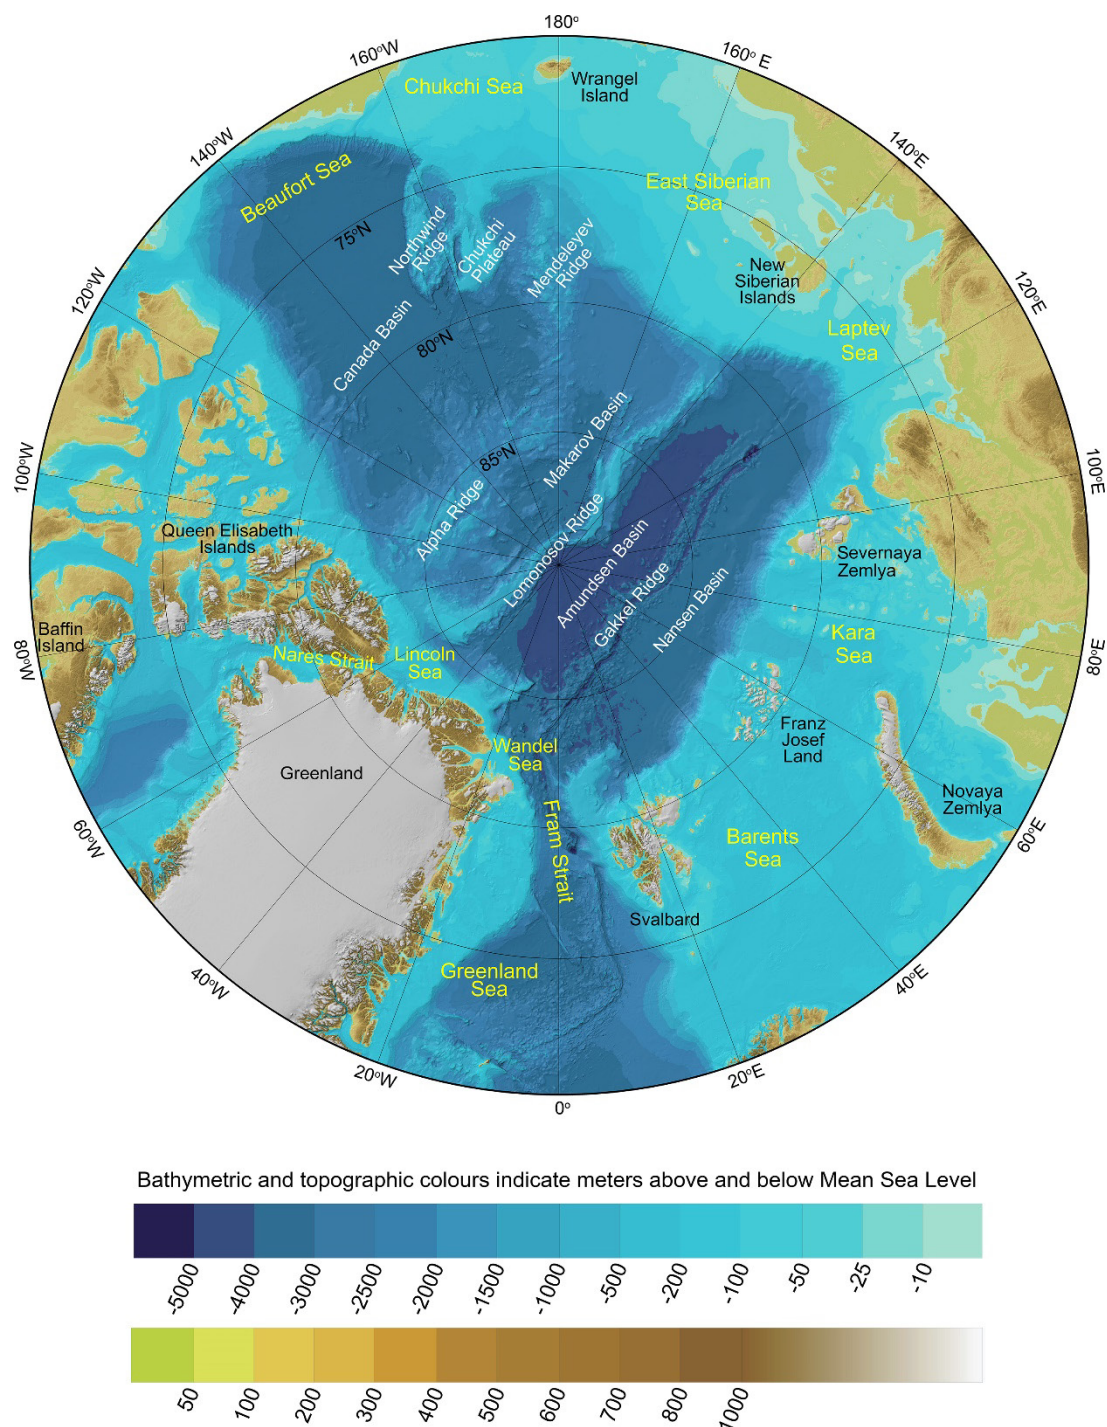 180°
160°W
160°E
Chukchi Sea
Wrangel
Island
140°W
140°E
Beaufort Sea
East Siberian
Sea
75°N
Northwind
Ridge
Chukchi
Plateau
Mendeleyev
Ridge
New
Siberian
Islands
120°W
120°E
Canada Basin
80°N
Laptev
Sea
Makarov Basin
85°N
100°W
100°E
Alpha Ridge
Queen Elisabeth
Islands
Lomonosov Ridge
Amundsen Basin
Gakkel Ridge
Nansen Basin
Severnaya
Zemlya
Baffin
Island
80°W
80°E
Nares Strait
Lincoln
Sea
Kara
Sea
Franz
Josef
Land
Wandel
Sea
Greenland
Novaya
Zemlya
60°W
60°E
Fram Strait
Barents
Sea
Svalbard
Greenland
Sea
40°W
40°E
20°W
20°E
0°
Bathymetric and topographic colours indicate meters above and below Mean Sea Level
-5000 -4000 -3000 -2500 -2000 -1500 -1000 -500 -200 -100 -50 -25 -10
50 100 200 300 400 500 600 700 800 1000